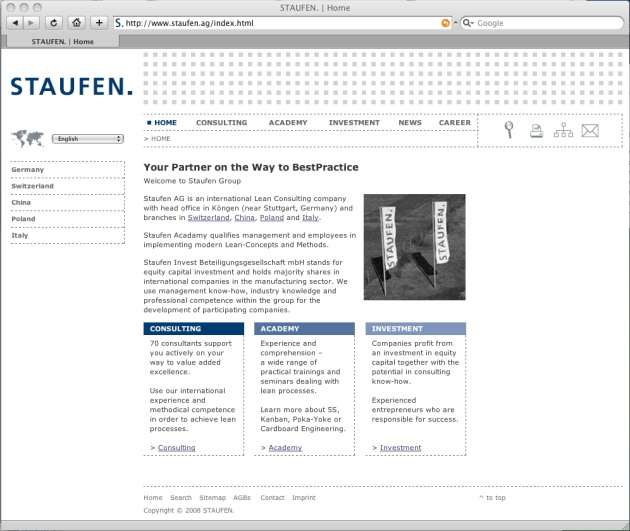 STAUFEN. | Home
S. http://www.staufen.ag/index.html
Google
STAUFEN. | Home
STAUFEN.
HOME CONSULTING ACADEMY INVESTMENT NEWS CAREER
> HOME
English
Germany
Switzerland
China
Poland
Italy
Your Partner on the Way to BestPractice
Welcome to Staufen Group
Staufen AG is an international Lean Consulting company
with head office in Köngen (near Stuttgart, Germany) and
branches in Switzerland, China, Poland and Italy.
Staufen Acadamy qualifies management and employees in
implementing modern Lean-Concepts and Methods.
Staufen Invest Beteiligungsgesellschaft mbH stands for
equity capital investment and holds majority shares in
international companies in the manufacturing sector. We
use management know-how, industry knowledge and
professional competence within the group for the
development of participating companies.
STAUFEN.
STAUFEN.
CONSULTING
70 consultants support
you actively on your
way to value added
excellence.
Use our international
experience and
methodical competence
in order to achieve lean
processes.
> Consulting
ACADEMY
Experience and
comprehension –
a wide range of
practical trainings and
seminars dealing with
lean processes.
Learn more about 5S,
Kanban, Poka-Yoke or
Cardboard Engineering.
> Academy
INVESTMENT
Companies profit from
an investment in equity
capital together with the
potential in consulting
know-how.
Experienced
entrepreneurs who are
responsible for success.
> Investment
Home Search Sitemap AGBs Contact Imprint
^ to top
Copyright © 2008 STAUFEN.